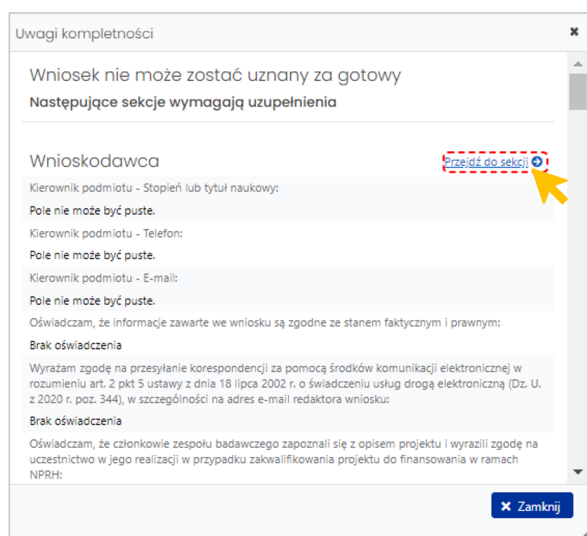 Uwagi kompletności
Wniosek nie może zostać uznany za gotowy
Następujące sekcje wymagają uzupełnienia
Wnioskodawca
Przejdź do sekcji
Kierownik podmiotu - Stopień lub tytuł naukowy:
Pole nie może być puste.
Kierownik podmiotu - Telefon:
Pole nie może być puste.
Kierownik podmiotu - E-mail:
Pole nie może być puste.
Oświadczam, że informacje zawarte we wniosku są zgodne ze stanem faktycznym i prawnym:
Brak oświadczenia
Wyrażam zgodę na przesyłanie korespondencji za pomocą środków komunikacji elektronicznej w
rozumieniu art. 2 pkt 5 ustawy z dnia 18 lipca 2002 r. o świadczeniu usług drogą elektroniczną (Dz. U.
z 2020 r. poz. 344), w szczególności na adres e-mail redaktora wniosku:
Brak oświadczenia
Oświadczam, że członkowie zespołu badawczego zapoznali się z opisem projektu i wyrazili zgodę na
uczestnictwo w jego realizacji w przypadku zakwalifikowania projektu do finansowania w ramach
NPRH:
Zamknij